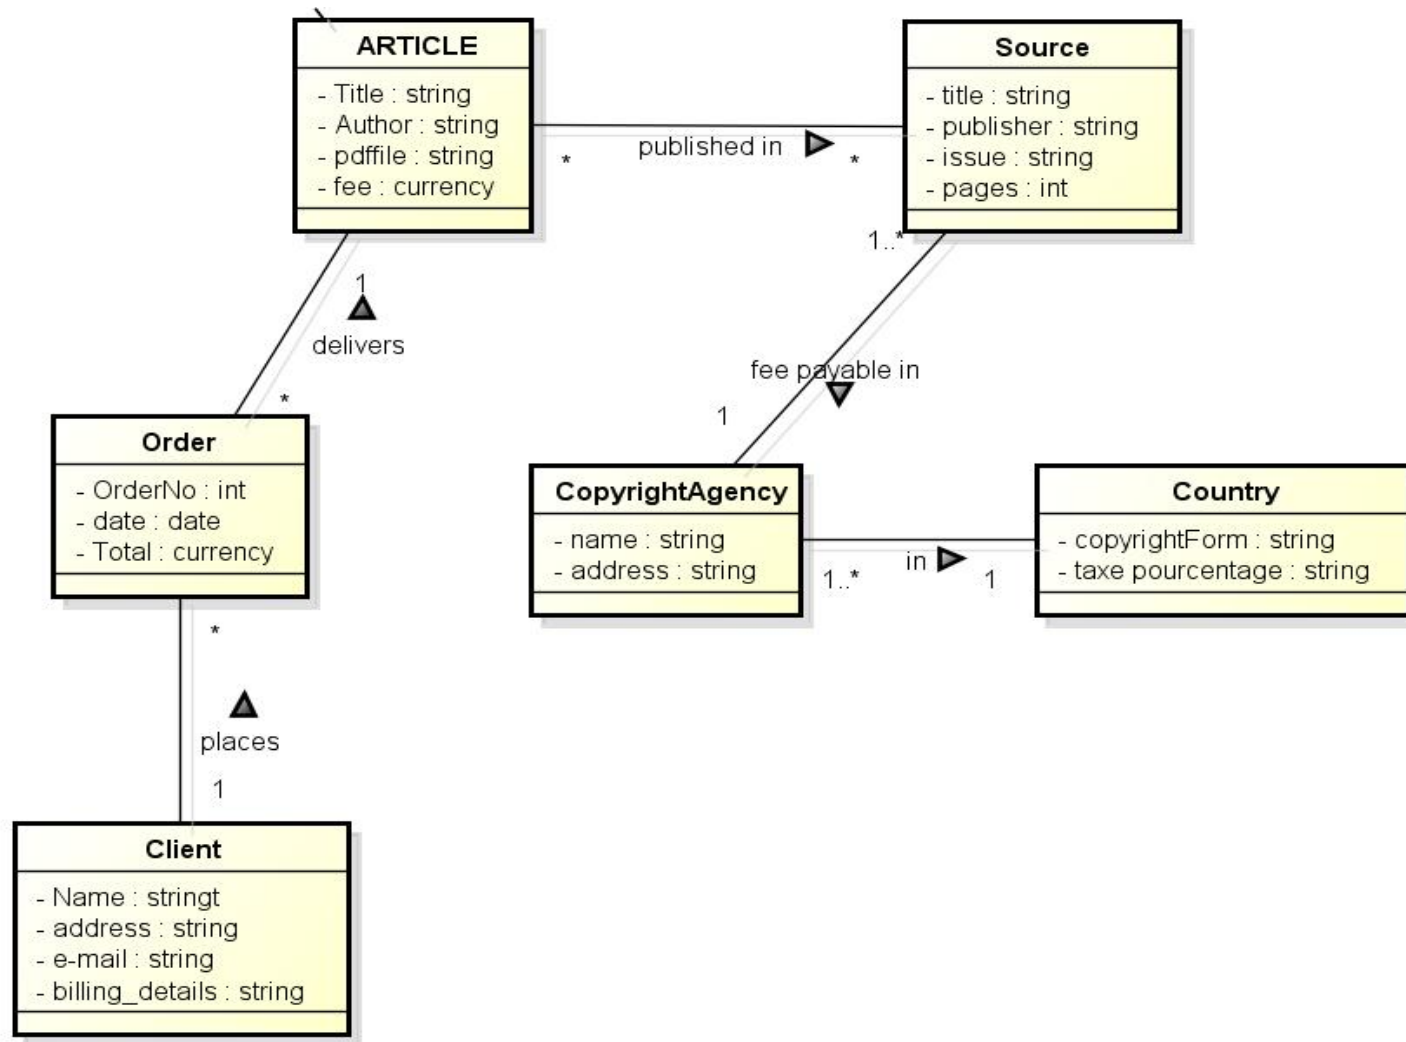 ARTICLE
- Title : string
- Author : string
- pdffile : string
- fee : currency
Source
- title : string
- publisher : string
- issue : string
- pages : int
*
published in
*
1..*
1
delivers
*
fee payable in
1
Order
- OrderNo : int
- date : date
- Total : currency
CopyrightAgency
- name : string
- address : string
1..*
in
1
Country
- copyrightForm : string
- taxe pourcentage : string
*
places
1
Client
- Name : stringt
- address : string
- e-mail : string
- billing_details : string